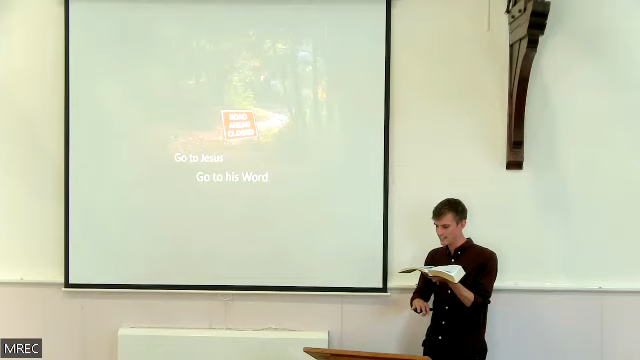 ROAD
AHEAD
CLOSED
Go to Jesus
Go to his Word
MREC